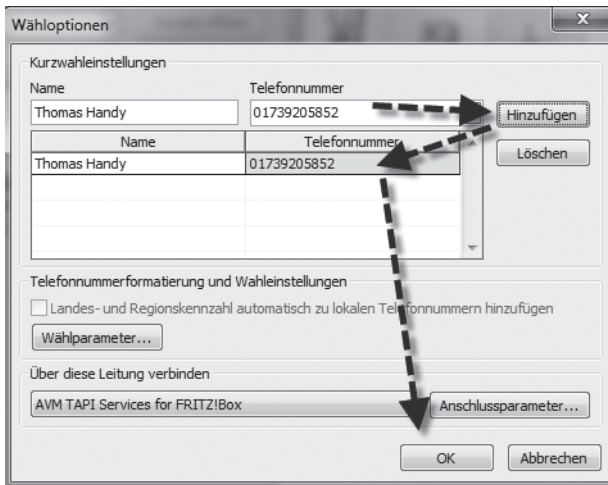 Wähloptionen
Kurzwahleinstellungen
Name Telefonnummer
Thomas Handy 01739205852 Hinzufügen
Name Telefonnummer
Thomas Handy 01739205852 Löschen
Telefonnummerformatierung und Wahleinstellungen
Landes- und Regionskennzahl automatisch zu lokalen Telefonnummern hinzufügen
Wählparameter...
Über diese Leitung verbinden
AVM TAPI Services for FRITZ!Box Anschlussparameter...
OK Abbrechen